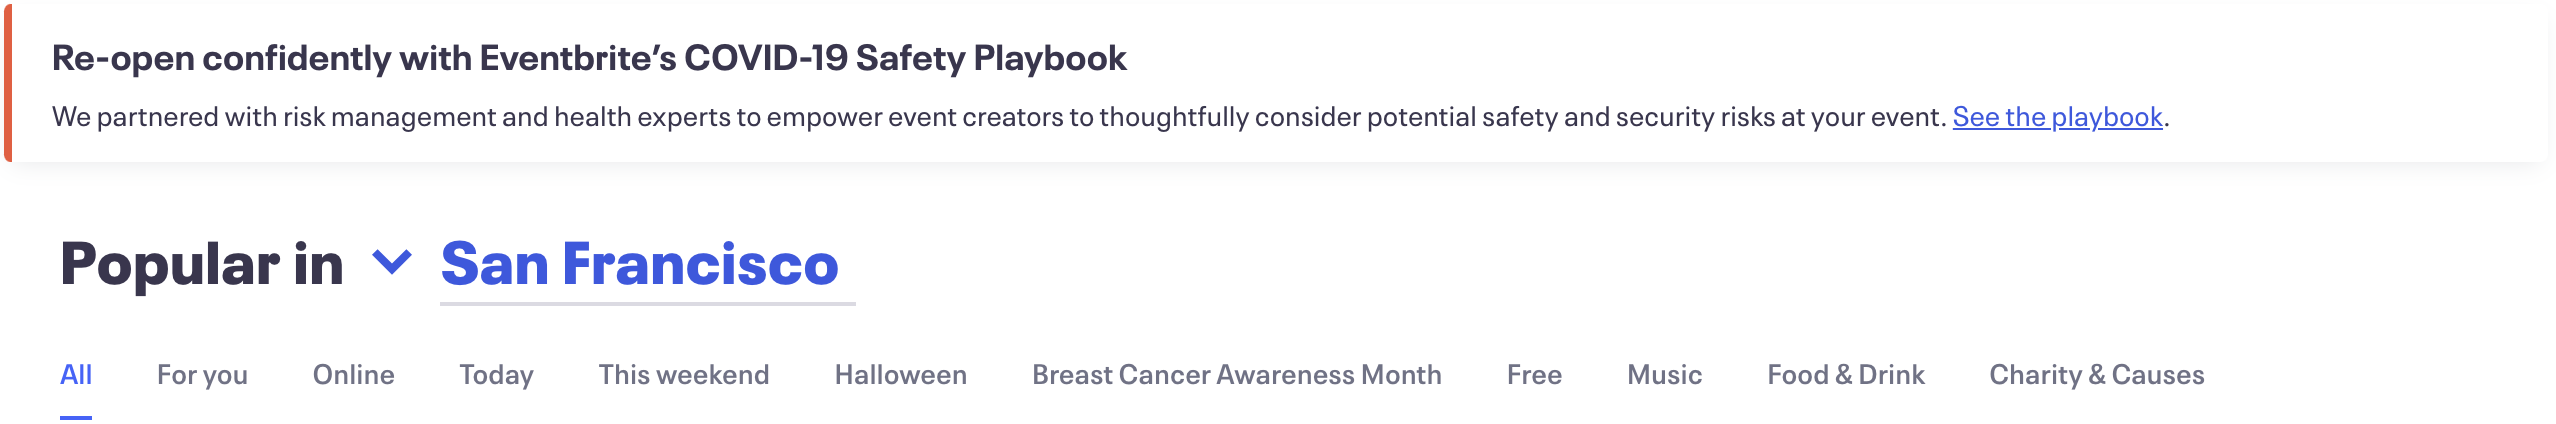 Re-open confidently with Eventbrite’s COVID-19 Safety Playbook
We partnered with risk management and health experts to empower event creators to thoughtfully consider potential safety and security risks at your event. See the playbook.
Popular in San Francisco
All For you Online Today This weekend Halloween Breast Cancer Awareness Month Free Music Food & Drink Charity & Causes